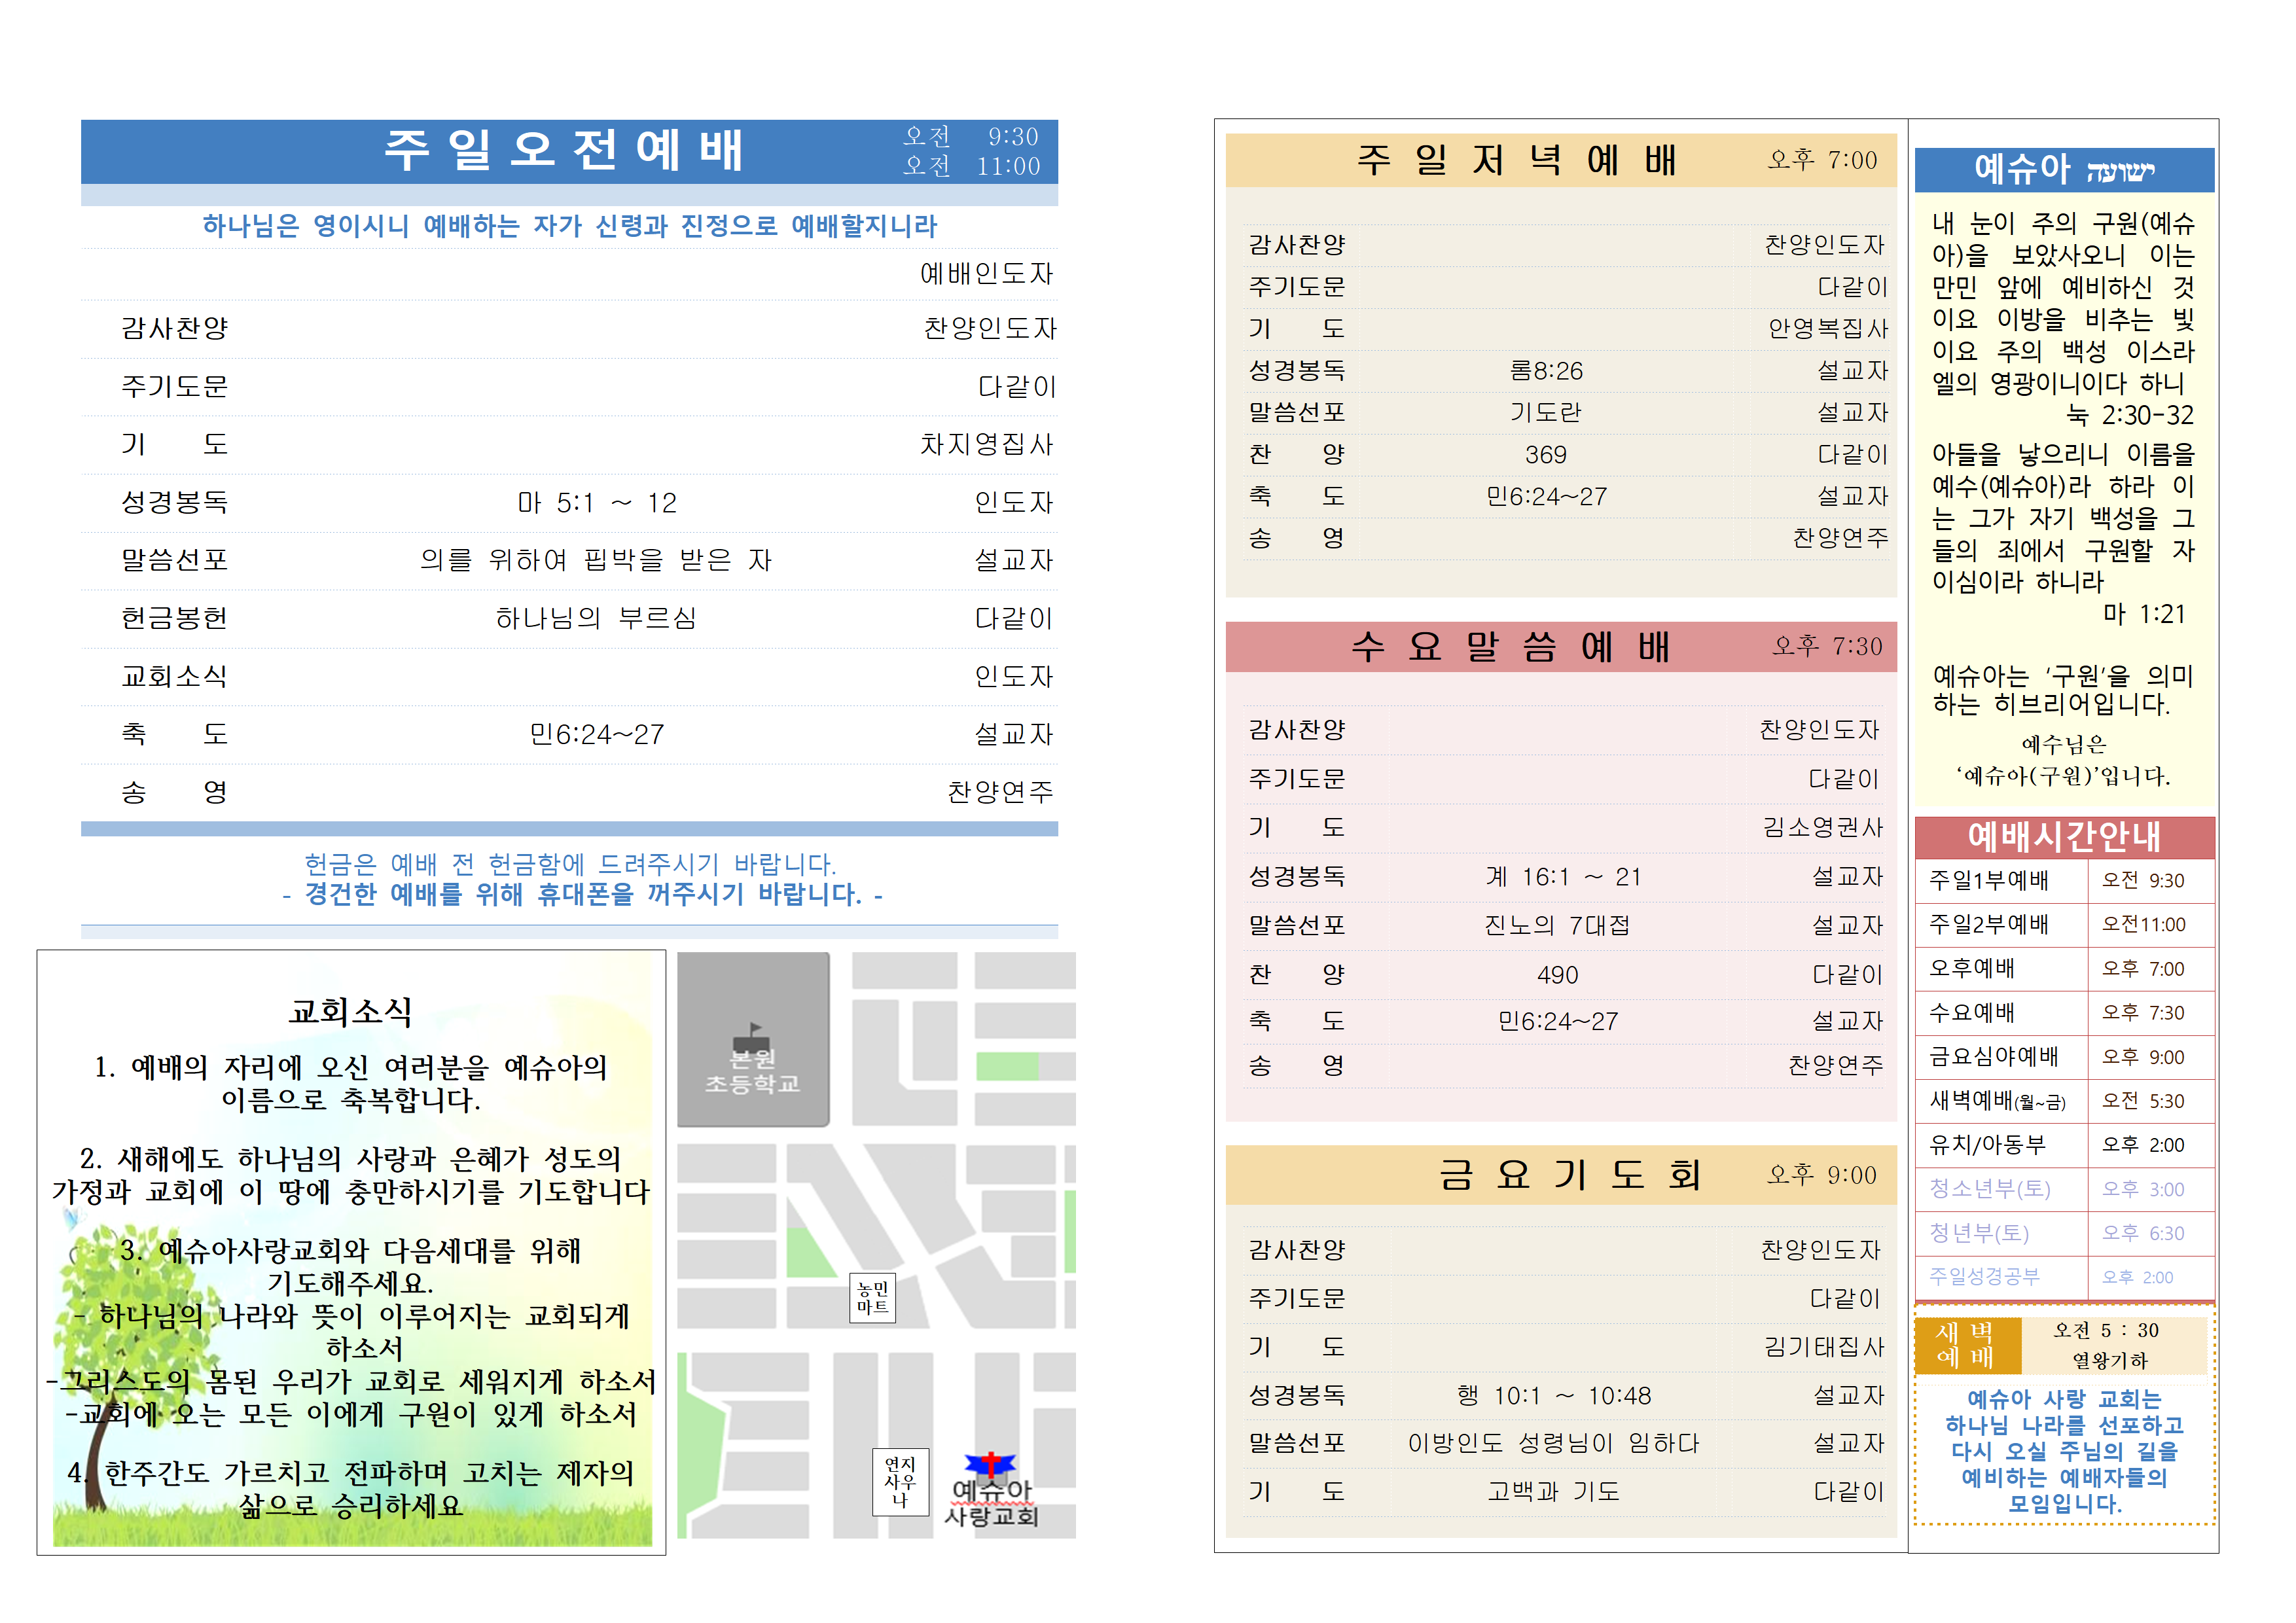 주 일 오 전 예 배
오전 9:30
오전 11:00
하나님은 영이시니 예배하는 자가 신령과 진정으로 예배할지니라
예배인도자
감사찬양 찬양인도자
주기도문 다같이
기 도 차지영집사
성경봉독 마 5:1 ~ 12 인도자
말씀선포 의를 위하여 핍박을 받은 자 설교자
헌금봉헌 하나님의 부르심 다같이
교회소식 인도자
축 도 민6:24~27 설교자
송 영 찬양연주
헌금은 예배 전 헌금함에 드려주시기 바랍니다.
- 경건한 예배를 위해 휴대폰을 꺼주시기 바랍니다. -
교회소식
1. 예배의 자리에 오신 여러분을 예슈아의
이름으로 축복합니다.
2. 새해에도 하나님의 사랑과 은혜가 성도의
가정과 교회에 이 땅에 충만하시기를 기도합니다
3. 예슈아사랑교회와 다음세대를 위해
기도해주세요.
- 하나님의 나라와 뜻이 이루어지는 교회되게
하소서
-그리스도의 몸된 우리가 교회로 세워지게 하소서
-교회에 오는 모든 이에게 구원이 있게 하소서
4. 한주간도 가르치고 전파하며 고치는 제자의
삶으로 승리하세요
본원
초등학교
농민
마트
연지
사우
나
예슈아
사랑교회
주 일 저 녁 예 배 오후 7:00
감사찬양 찬양인도자
주기도문 다같이
기 도 안영복집사
성경봉독 롬8:26 설교자
말씀선포 기도란 설교자
찬 양 369 다같이
축 도 민6:24~27 설교자
송 영 찬양연주
수 요 말 씀 예 배 오후 7:30
감사찬양 찬양인도자
주기도문 다같이
기 도 김소영권사
성경봉독 계 16:1 ~ 21 설교자
말씀선포 진노의 7대접 설교자
찬 양 490 다같이
축 도 민6:24~27 설교자
송 영 찬양연주
금 요 기 도 회 오후 9:00
감사찬양 찬양인도자
주기도문 다같이
기 도 김기태집사
성경봉독 행 10:1 ~ 10:48 설교자
말씀선포 이방인도 성령님이 임하다 설교자
기 도 고백과 기도 다같이
예슈아 ישועה
내 눈이 주의 구원(예슈
아)을 보았사오니 이는
만민 앞에 예비하신 것
이요 이방을 비추는 빛
이요 주의 백성 이스라
엘의 영광이니이다 하니
눅 2:30-32
아들을 낳으리니 이름을
예수(예슈아)라 하라 이
는 그가 자기 백성을 그
들의 죄에서 구원할 자
이심이라 하니라
마 1:21
예슈아는 ‘구원’을 의미
하는 히브리어입니다.
예수님은
‘예슈아(구원)’입니다.
예배시간안내
주일1부예배 오전 9:30
주일2부예배 오전11:00
오후예배 오후 7:00
수요예배 오후 7:30
금요심야예배 오후 9:00
새벽예배(월~금) 오전 5:30
유치/아동부 오후 2:00
청소년부(토) 오후 3:00
청년부(토) 오후 6:30
주일성경공부 오후 2:00
새 벽
예 배
오전 5 : 30
열왕기하
예슈아 사랑 교회는
하나님 나라를 선포하고
다시 오실 주님의 길을
예비하는 예배자들의
모임입니다.